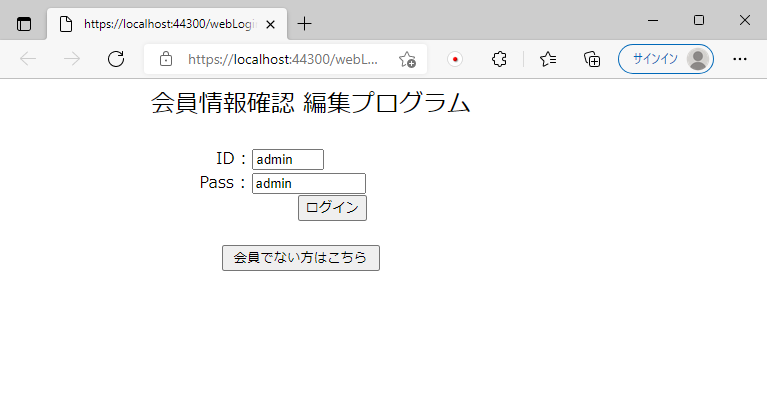 https://localhost:44300/webLogin
https://localhost:44300/webL...
サインイン
会員情報確認 編集プログラム
ID : admin
Pass : admin
ログイン
会員でない方はこちら